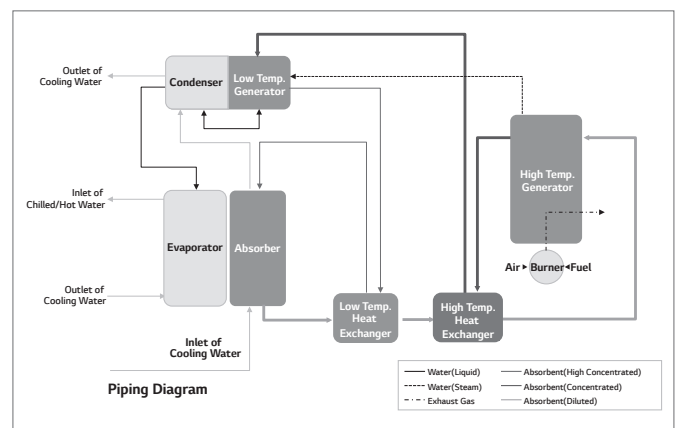 Outlet of
Cooling Water
Condenser
Low Temp.
Generator
High Temp.
Generator
Inlet of
Chilled/Hot Water
Evaporator
Absorber
Air
Burner
Fuel
Outlet of
Cooling Water
Low Temp.
Heat
Exchanger
High Temp.
Heat
Exchanger
Inlet of
Cooling Water
Piping Diagram
Water(Liquid)
Water(Steam)
Exhaust Gas
Absorbent(High Concentrated)
Absorbent(Concentrated)
Absorbent(Diluted)